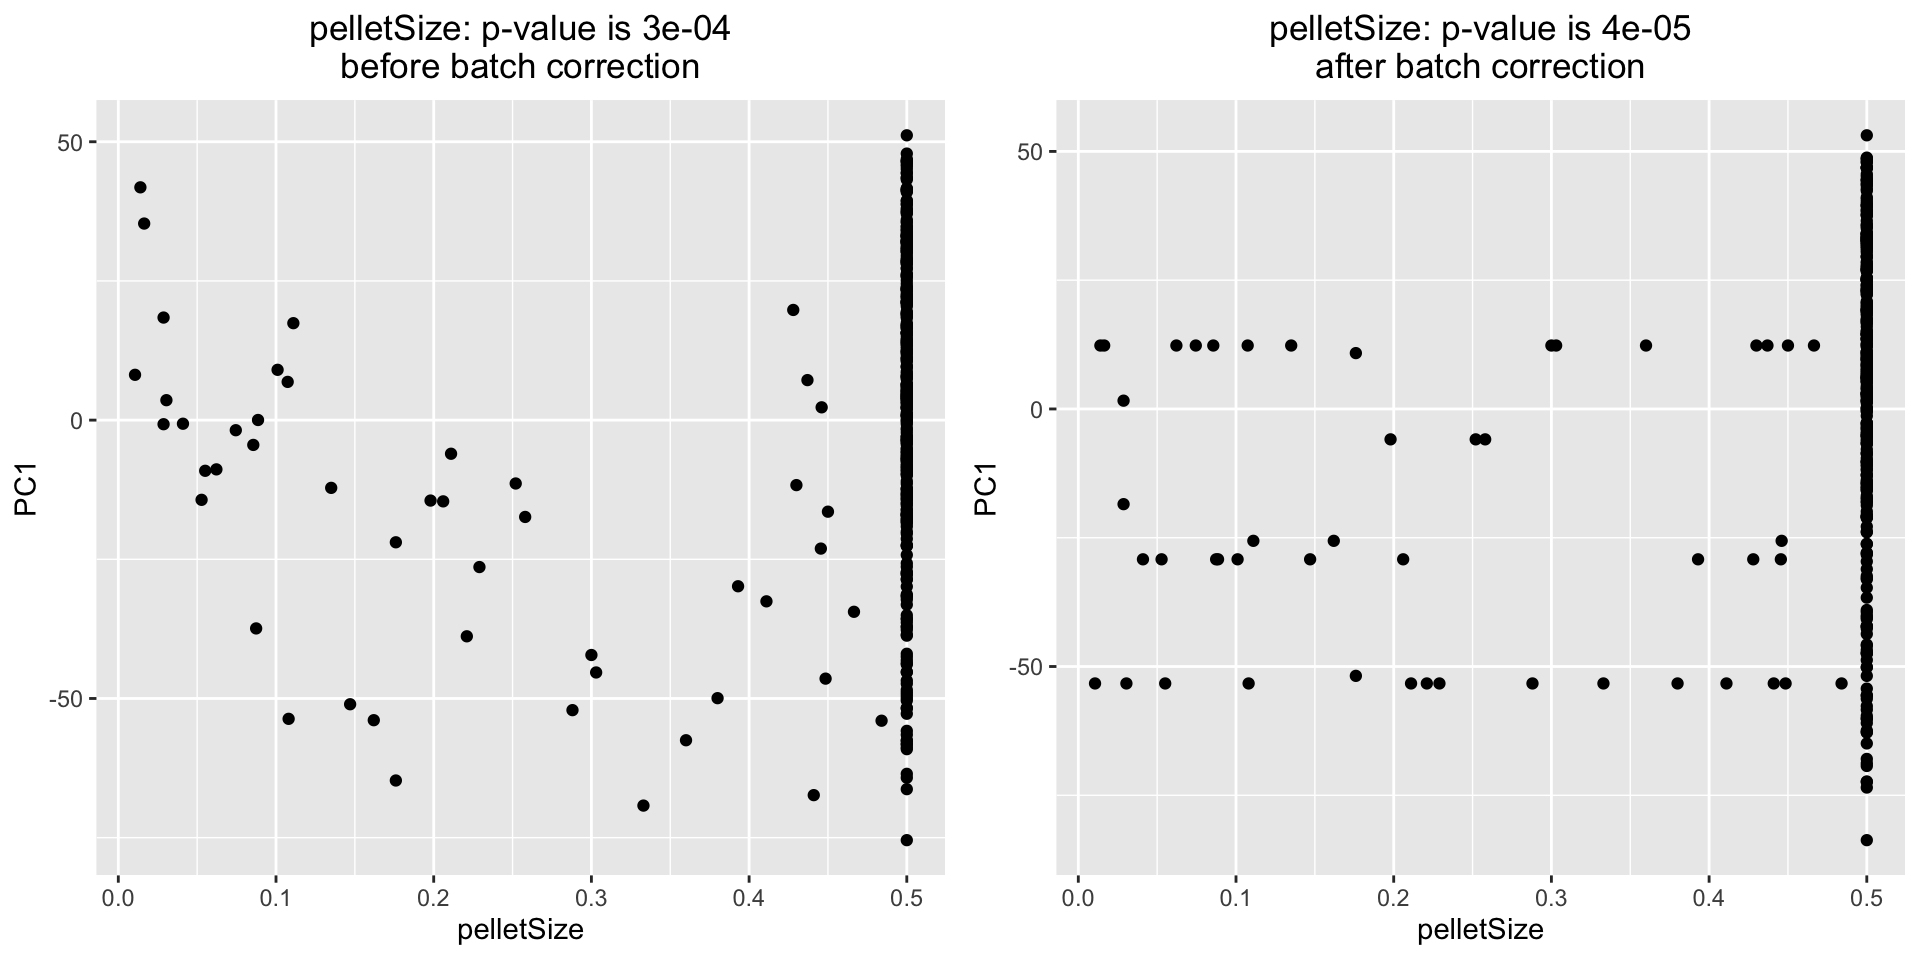 pelletSize: p-value is 3e-04
before batch correction
50
0
-50
PC1
0.0 0.1 0.2 0.3 0.4 0.5
pelletSize
pelletSize: p-value is 4e-05
after batch correction
50
0
-50
PC1
0.0 0.1 0.2 0.3 0.4 0.5
pelletSize